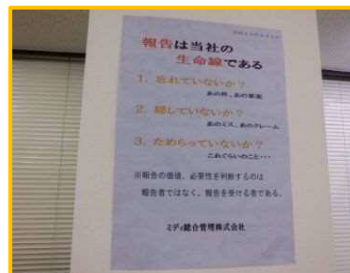 報告は当社の
生命線である
1. 忘れていないか?
あの件、あの事案
2. 隠していないか?
あのミス、あのクレーム
3. ためらっていないか?
これぐらいのこと・・・
※報告の価値、必要性を判断するのは
報告者ではなく、報告を受ける者である。
ミディ総合管理株式会社